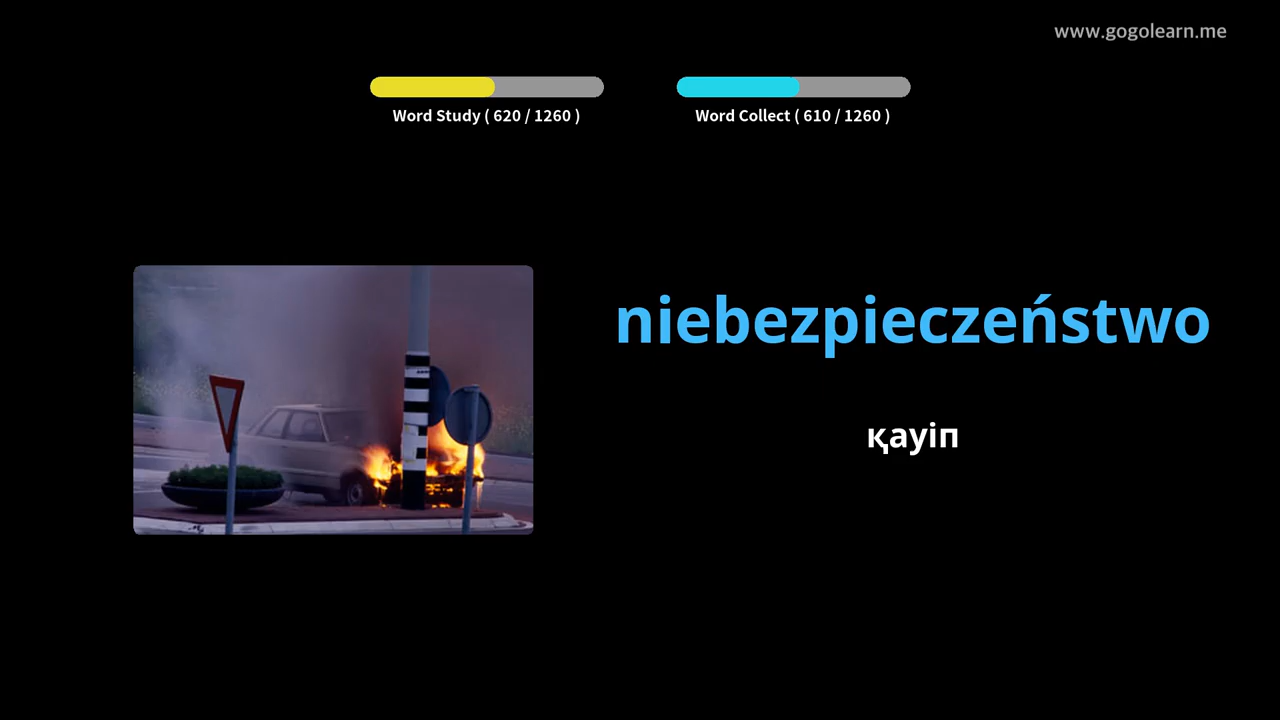 www.gogolearn.me
Word Study ( 620 / 1260 )
Word Collect ( 610 / 1260 )
niebezpieczeństwo
қауіп